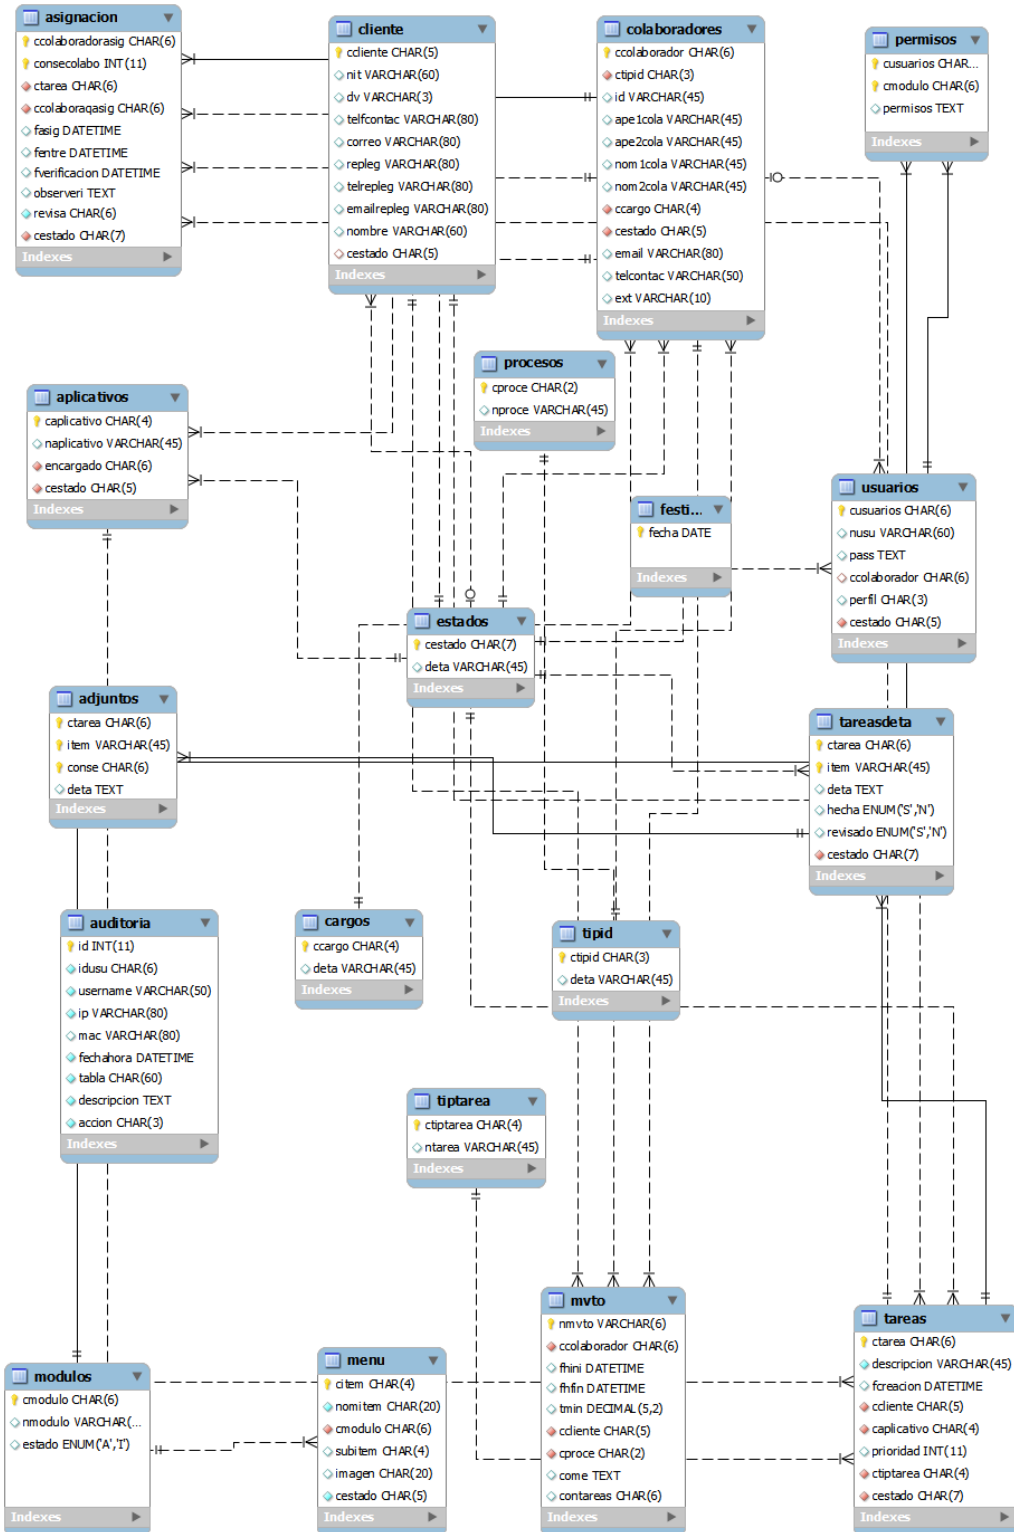 asignacion
ccolaboradorasig CHAR(6)
consecolabo INT(11)
ctarea CHAR(6)
ccolaboraqasig CHAR(6)
fasig DATETIME
fentre DATETIME
fverificacion DATETIME
observeri TEXT
revisa CHAR(6)
cestado CHAR(7)
Indexes
cliente
ccliente CHAR(5)
nit VARCHAR(60)
dv VARCHAR(3)
telfcontac VARCHAR(80)
correo VARCHAR(80)
repleg VARCHAR(80)
telrepleg VARCHAR(80)
emailrepleg VARCHAR(80)
nombre VARCHAR(60)
cestado CHAR(5)
Indexes
colaboradores
ccolaborador CHAR(6)
ctipid CHAR(3)
id VARCHAR(45)
ape1cola VARCHAR(45)
ape2cola VARCHAR(45)
nom1cola VARCHAR(45)
nom2cola VARCHAR(45)
ccargo CHAR(4)
cestado CHAR(5)
email VARCHAR(80)
telcontac VARCHAR(50)
ext VARCHAR(10)
Indexes
permisos
cusuarios CHAR...
cmodulo CHAR(6)
permisos TEXT
Indexes
procesos
cproce CHAR(2)
nproce VARCHAR(45)
Indexes
aplicativos
caplicativo CHAR(4)
naplicativo VARCHAR(45)
encargado CHAR(6)
cestado CHAR(5)
Indexes
usuarios
cusuarios CHAR(6)
nusu VARCHAR(60)
pass TEXT
ccolaborador CHAR(6)
perfil CHAR(3)
cestado CHAR(5)
Indexes
festi...
fecha DATE
Indexes
estados
cestado CHAR(7)
deta VARCHAR(45)
Indexes
adjuntos
ctarea CHAR(6)
item VARCHAR(45)
conse CHAR(6)
deta TEXT
Indexes
tareasdeta
ctarea CHAR(6)
item VARCHAR(45)
deta TEXT
hecha ENUM('S','N')
revisado ENUM('S','N')
cestado CHAR(7)
Indexes
auditoria
id INT(11)
idusu CHAR(6)
username VARCHAR(50)
ip VARCHAR(80)
mac VARCHAR(80)
fechahora DATETIME
tabla CHAR(60)
descripcion TEXT
accion CHAR(3)
Indexes
cargos
ccargo CHAR(4)
deta VARCHAR(45)
Indexes
tipid
ctipid CHAR(3)
deta VARCHAR(45)
Indexes
tiptarea
ctiptarea CHAR(4)
ntarea VARCHAR(45)
Indexes
mvto
nmvto VARCHAR(6)
ccolaborador CHAR(6)
fhini DATETIME
fhfin DATETIME
tmin DECIMAL(5,2)
ccliente CHAR(5)
cproce CHAR(2)
come TEXT
contareas CHAR(6)
Indexes
tareas
ctarea CHAR(6)
descripcion VARCHAR(45)
fcreacion DATETIME
ccliente CHAR(5)
caplicativo CHAR(4)
prioridad INT(11)
ctiptarea CHAR(4)
cestado CHAR(7)
Indexes
modulos
cmodulo CHAR(6)
nmodulo VARCHAR(...
estado ENUM('A','I')
Indexes
menu
citem CHAR(4)
nomitem CHAR(20)
cmodulo CHAR(6)
subitem CHAR(4)
imagen CHAR(20)
cestado CHAR(5)
Indexes